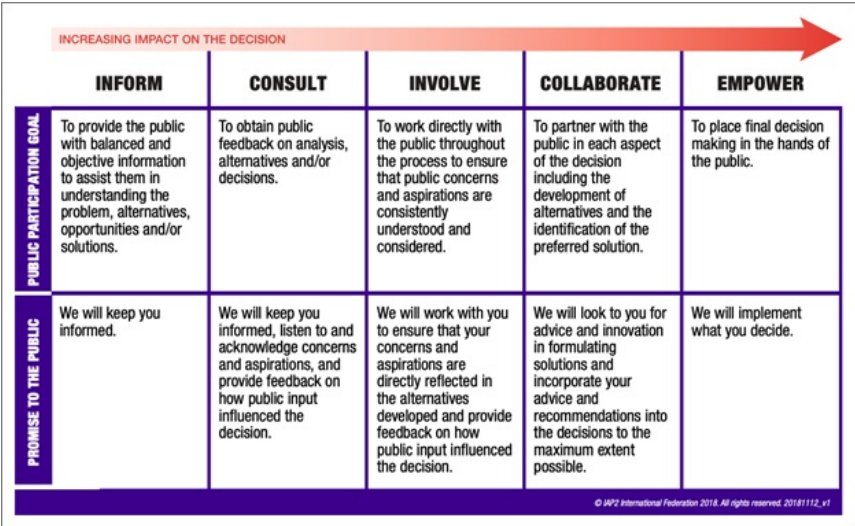 INCREASING IMPACT ON THE DECISION
INFORM
CONSULT
INVOLVE
COLLABORATE
EMPOWER
PUBLIC PARTICIPATION GOAL
To provide the public
with balanced and
objective information
to assist them in
understanding the
problem, alternatives,
opportunities and/or
solutions.
To obtain public
feedback on analysis,
alternatives and/or
decisions.
To work directly with
the public throughout
the process to ensure
that public concerns
and aspirations are
consistently
understood and
considered.
To partner with the
public in each aspect
of the decision
including the
development of
alternatives and the
identification of the
preferred solution.
To place final decision
making in the hands of
the public.
PROMISE TO THE PUBLIC
We will keep you
informed.
We will keep you
informed, listen to and
acknowledge concerns
and aspirations, and
provide feedback on
how public input
influenced the
decision.
We will work with you
to ensure that your
concerns and
aspirations are
directly reflected in
the alternatives
developed and provide
feedback on how
public input influenced
the decision.
We will look to you for
advice and innovation
in formulating
solutions and
incorporate your
advice and
recommendations into
the decisions to the
maximum extent
possible.
We will implement
what you decide.
© IAP2 International Federation 2018. All rights reserved. 20181112_v1